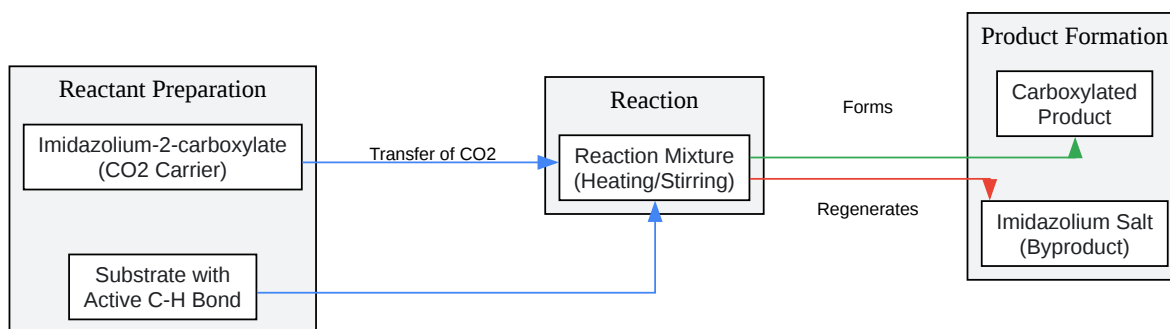 Reactant Preparation
Imidazolium-2-carboxylate
(CO2 Carrier)
Substrate with
Active C-H Bond
Transfer of CO2
Reaction
Reaction Mixture
(Heating/Stirring)
Forms
Regenerates
Product Formation
Carboxylated
Product
Imidazolium Salt
(Byproduct)